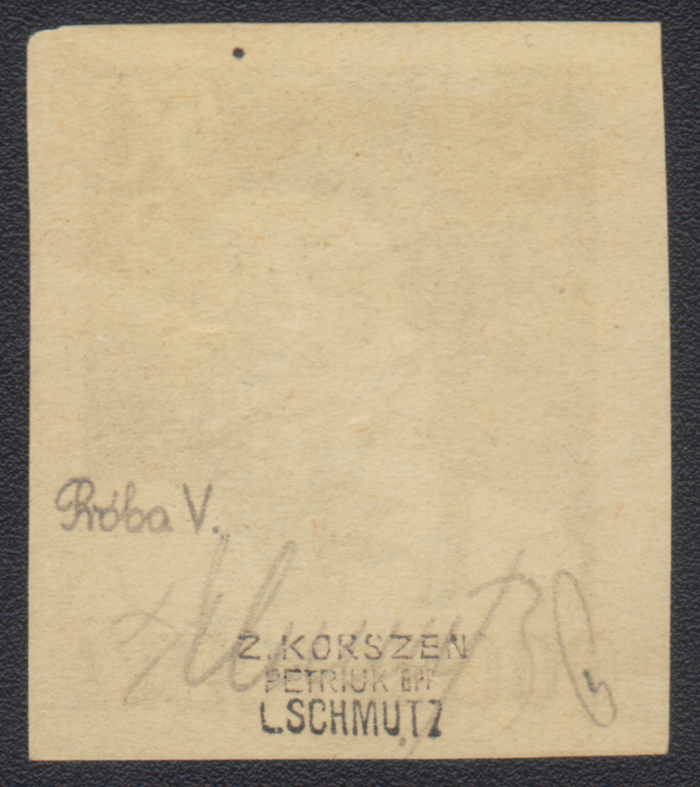 Próba V.
Z. KORSZEN
PETRIUK BPP
L. SCHMUTZ